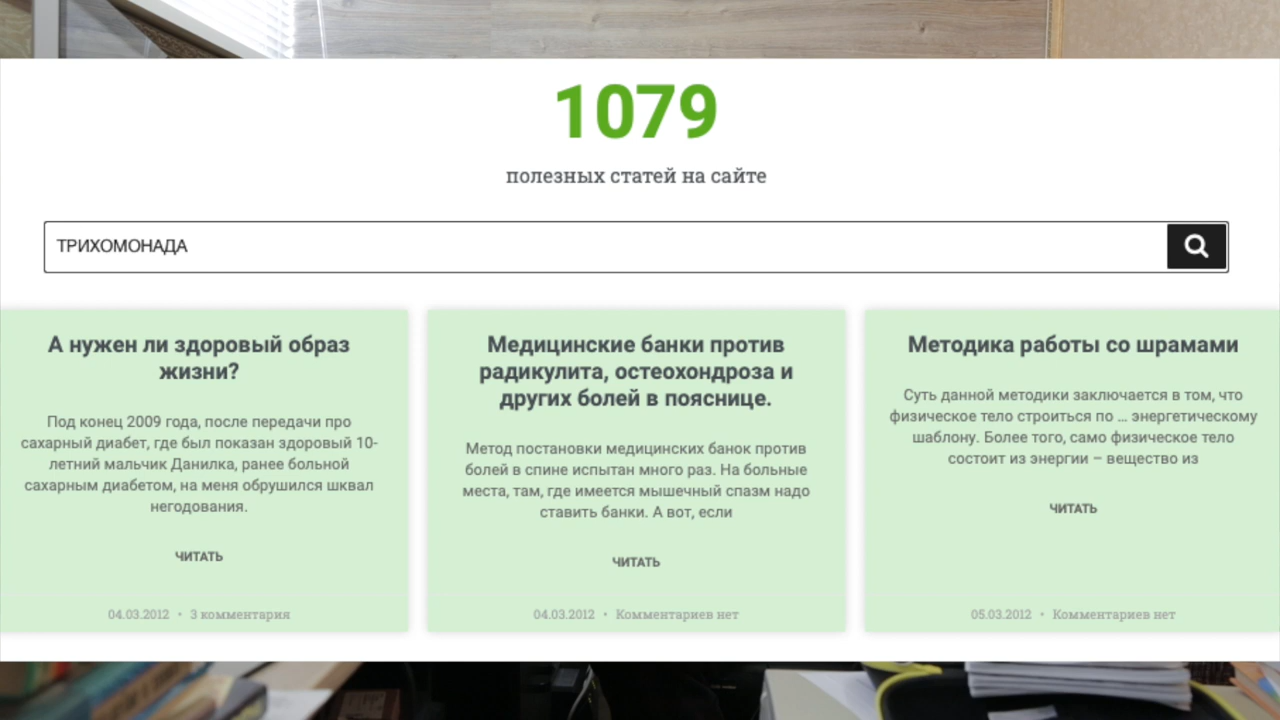 1079
полезных статей на сайте
ТРИХОМОНАДА
А нужен ли здоровый образ
жизни?
Под конец 2009 года, после передачи про
сахарный диабет, где был показан здоровый 10-
летний мальчик Данилка, ранее больной
сахарным диабетом, на меня обрушился шквал
негодования.
ЧИТАТЬ
04.03.2012 • 3 комментария
Медицинские банки против
радикулита, остеохондроза и
других болей в пояснице.
Метод постановки медицинских банок против
болей в спине испытан много раз. На больные
места, там, где имеется мышечный спазм надо
ставить банки. А вот, если
ЧИТАТЬ
04.03.2012 • Комментариев нет
Методика работы со шрамами
Суть данной методики заключается в том, что
физическое тело строиться по ... энергетическому
шаблону. Более того, само физическое тело
состоит из энергии – вещество из
ЧИТАТЬ
05.03.2012 • Комментариев нет